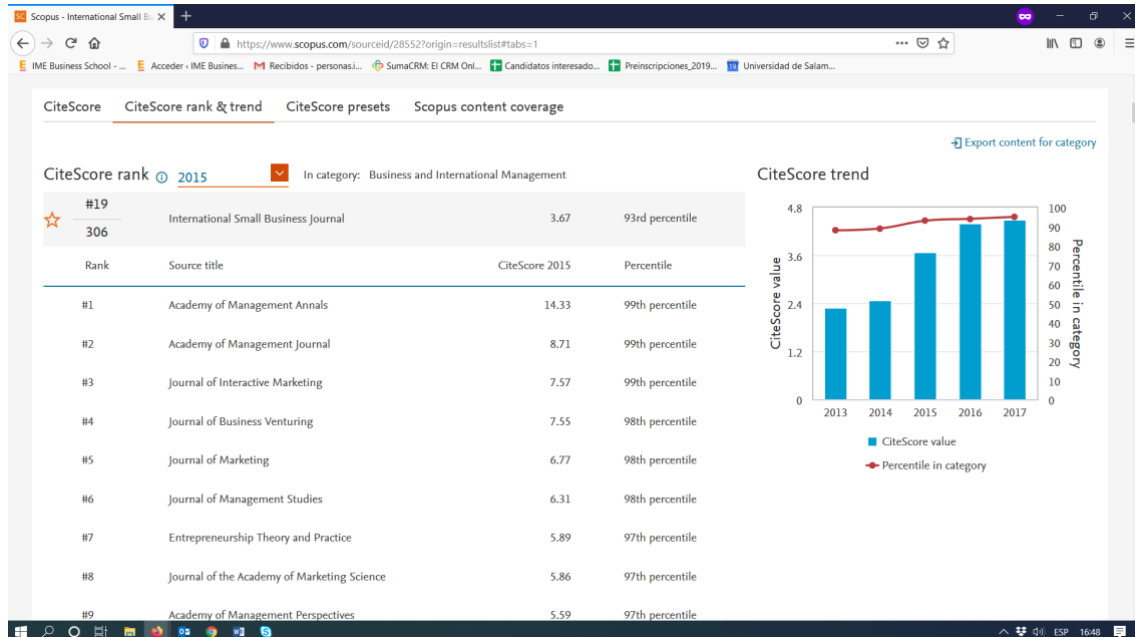 Scopus - International Small Bu
https://www.scopus.com/sourceid/28552?origin=resultslist#tabs=1
IME Business School - ... Acceder ‹ IME Busines... Recibidos - personas.i... SumaCRM: El CRM Onl... Candidatos interesado... Preinscripciones_2019... Universidad de Salam...
CiteScore CiteScore rank & trend CiteScore presets Scopus content coverage
Export content for category
CiteScore rank 2015 In category: Business and International Management
#19
306
International Small Business Journal 3.67 93rd percentile
Rank Source title CiteScore 2015 Percentile
#1 Academy of Management Annals 14.33 99th percentile
#2 Academy of Management Journal 8.71 99th percentile
#3 Journal of Interactive Marketing 7.57 99th percentile
#4 Journal of Business Venturing 7.55 98th percentile
#5 Journal of Marketing 6.77 98th percentile
#6 Journal of Management Studies 6.31 98th percentile
#7 Entrepreneurship Theory and Practice 5.89 97th percentile
#8 Journal of the Academy of Marketing Science 5.86 97th percentile
#9 Academy of Management Perspectives 5.59 97th percentile
CiteScore trend
CiteScore value
4.8
3.6
2.4
1.2
0
100
90
80
70
60
50
40
30
20
10
0
Percentile in category
2013 2014 2015 2016 2017
CiteScore value
Percentile in category
ESP 16:48